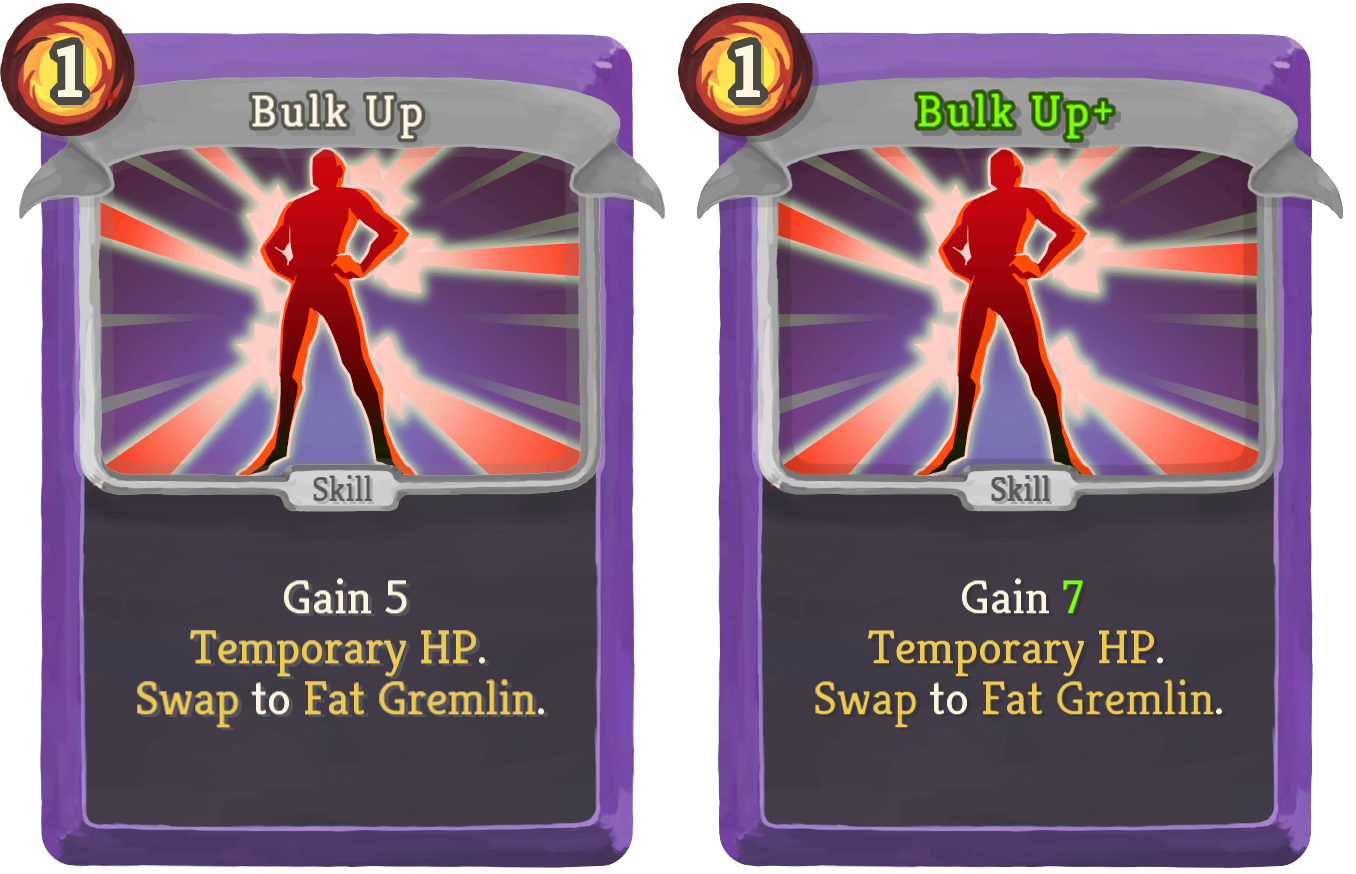 1
Bulk Up
Skill
Gain 5
Temporary HP.
Swap to Fat Gremlin.
1
Bulk Up+
Skill
Gain 7
Temporary HP.
Swap to Fat Gremlin.